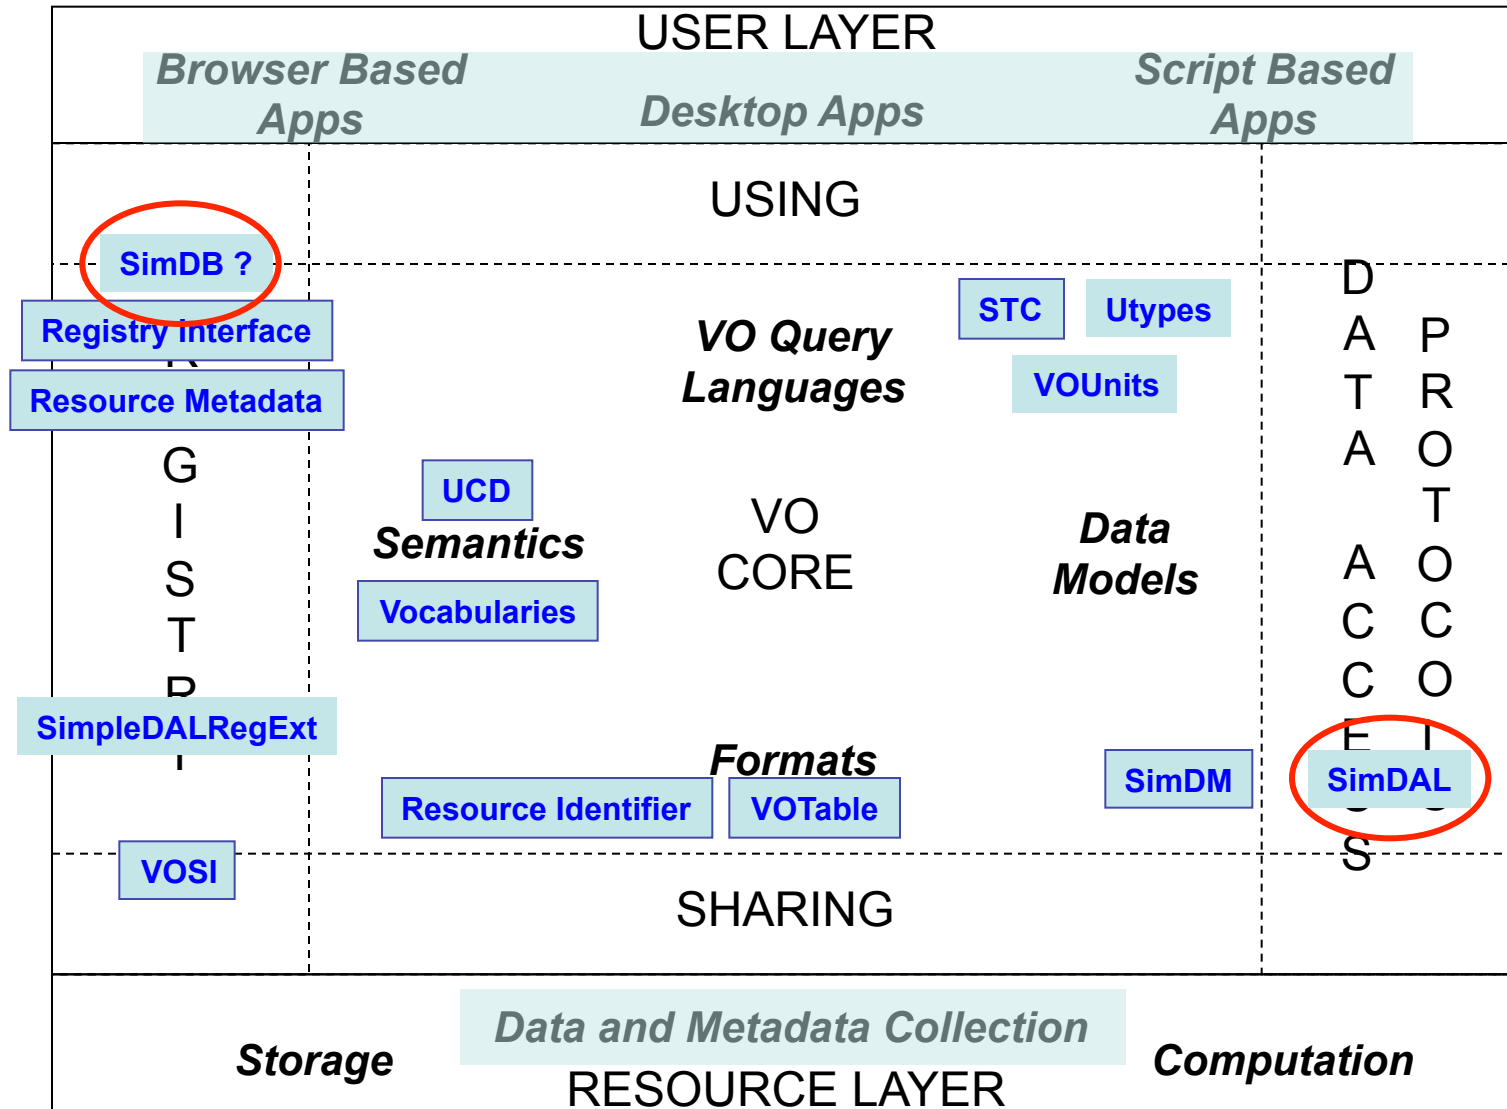 USER LAYER
Browser Based
Apps
Desktop Apps
Script Based
Apps
USING
SimDB ?
Registry Interface
Resource Metadata
G
I
S
T
R
SimpleDALRegExt
VOSI
VO Query
Languages
STC
Utypes
VOUnits
UCD
Semantics
Vocabularies
VO
CORE
Data
Models
Formats
Resource Identifier
VOTable
SimDM
SimDAL
D
A
T
A
A
C
C
E
S
P
R
O
T
O
C
O
SHARING
Data and Metadata Collection
Storage
Computation
RESOURCE LAYER